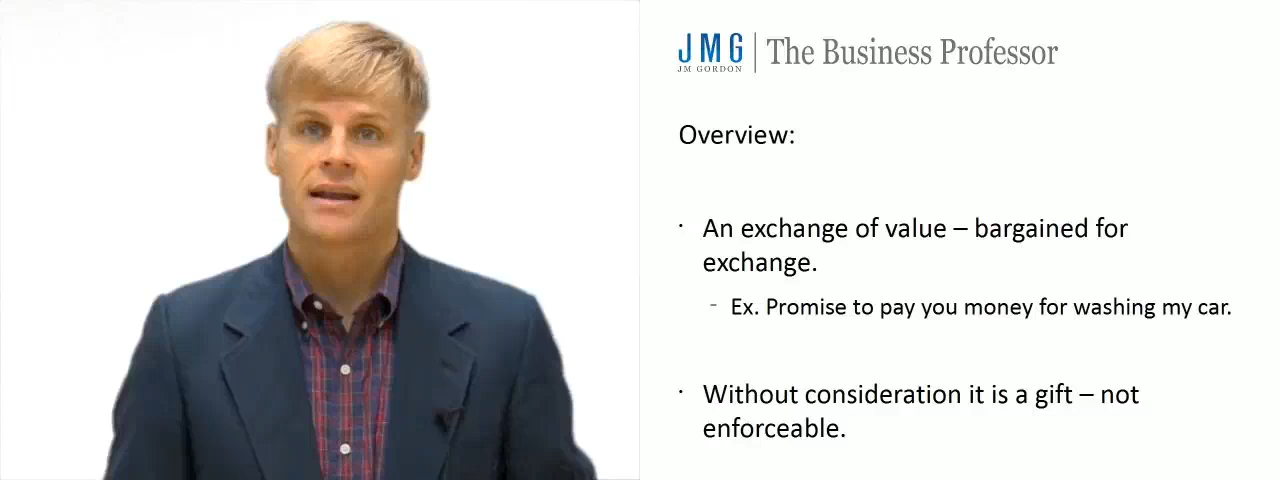 JMG
JM GORDON
The Business Professor
Overview:
· An exchange of value – bargained for
exchange.
- Ex. Promise to pay you money for washing my car.
· Without consideration it is a gift – not
enforceable.